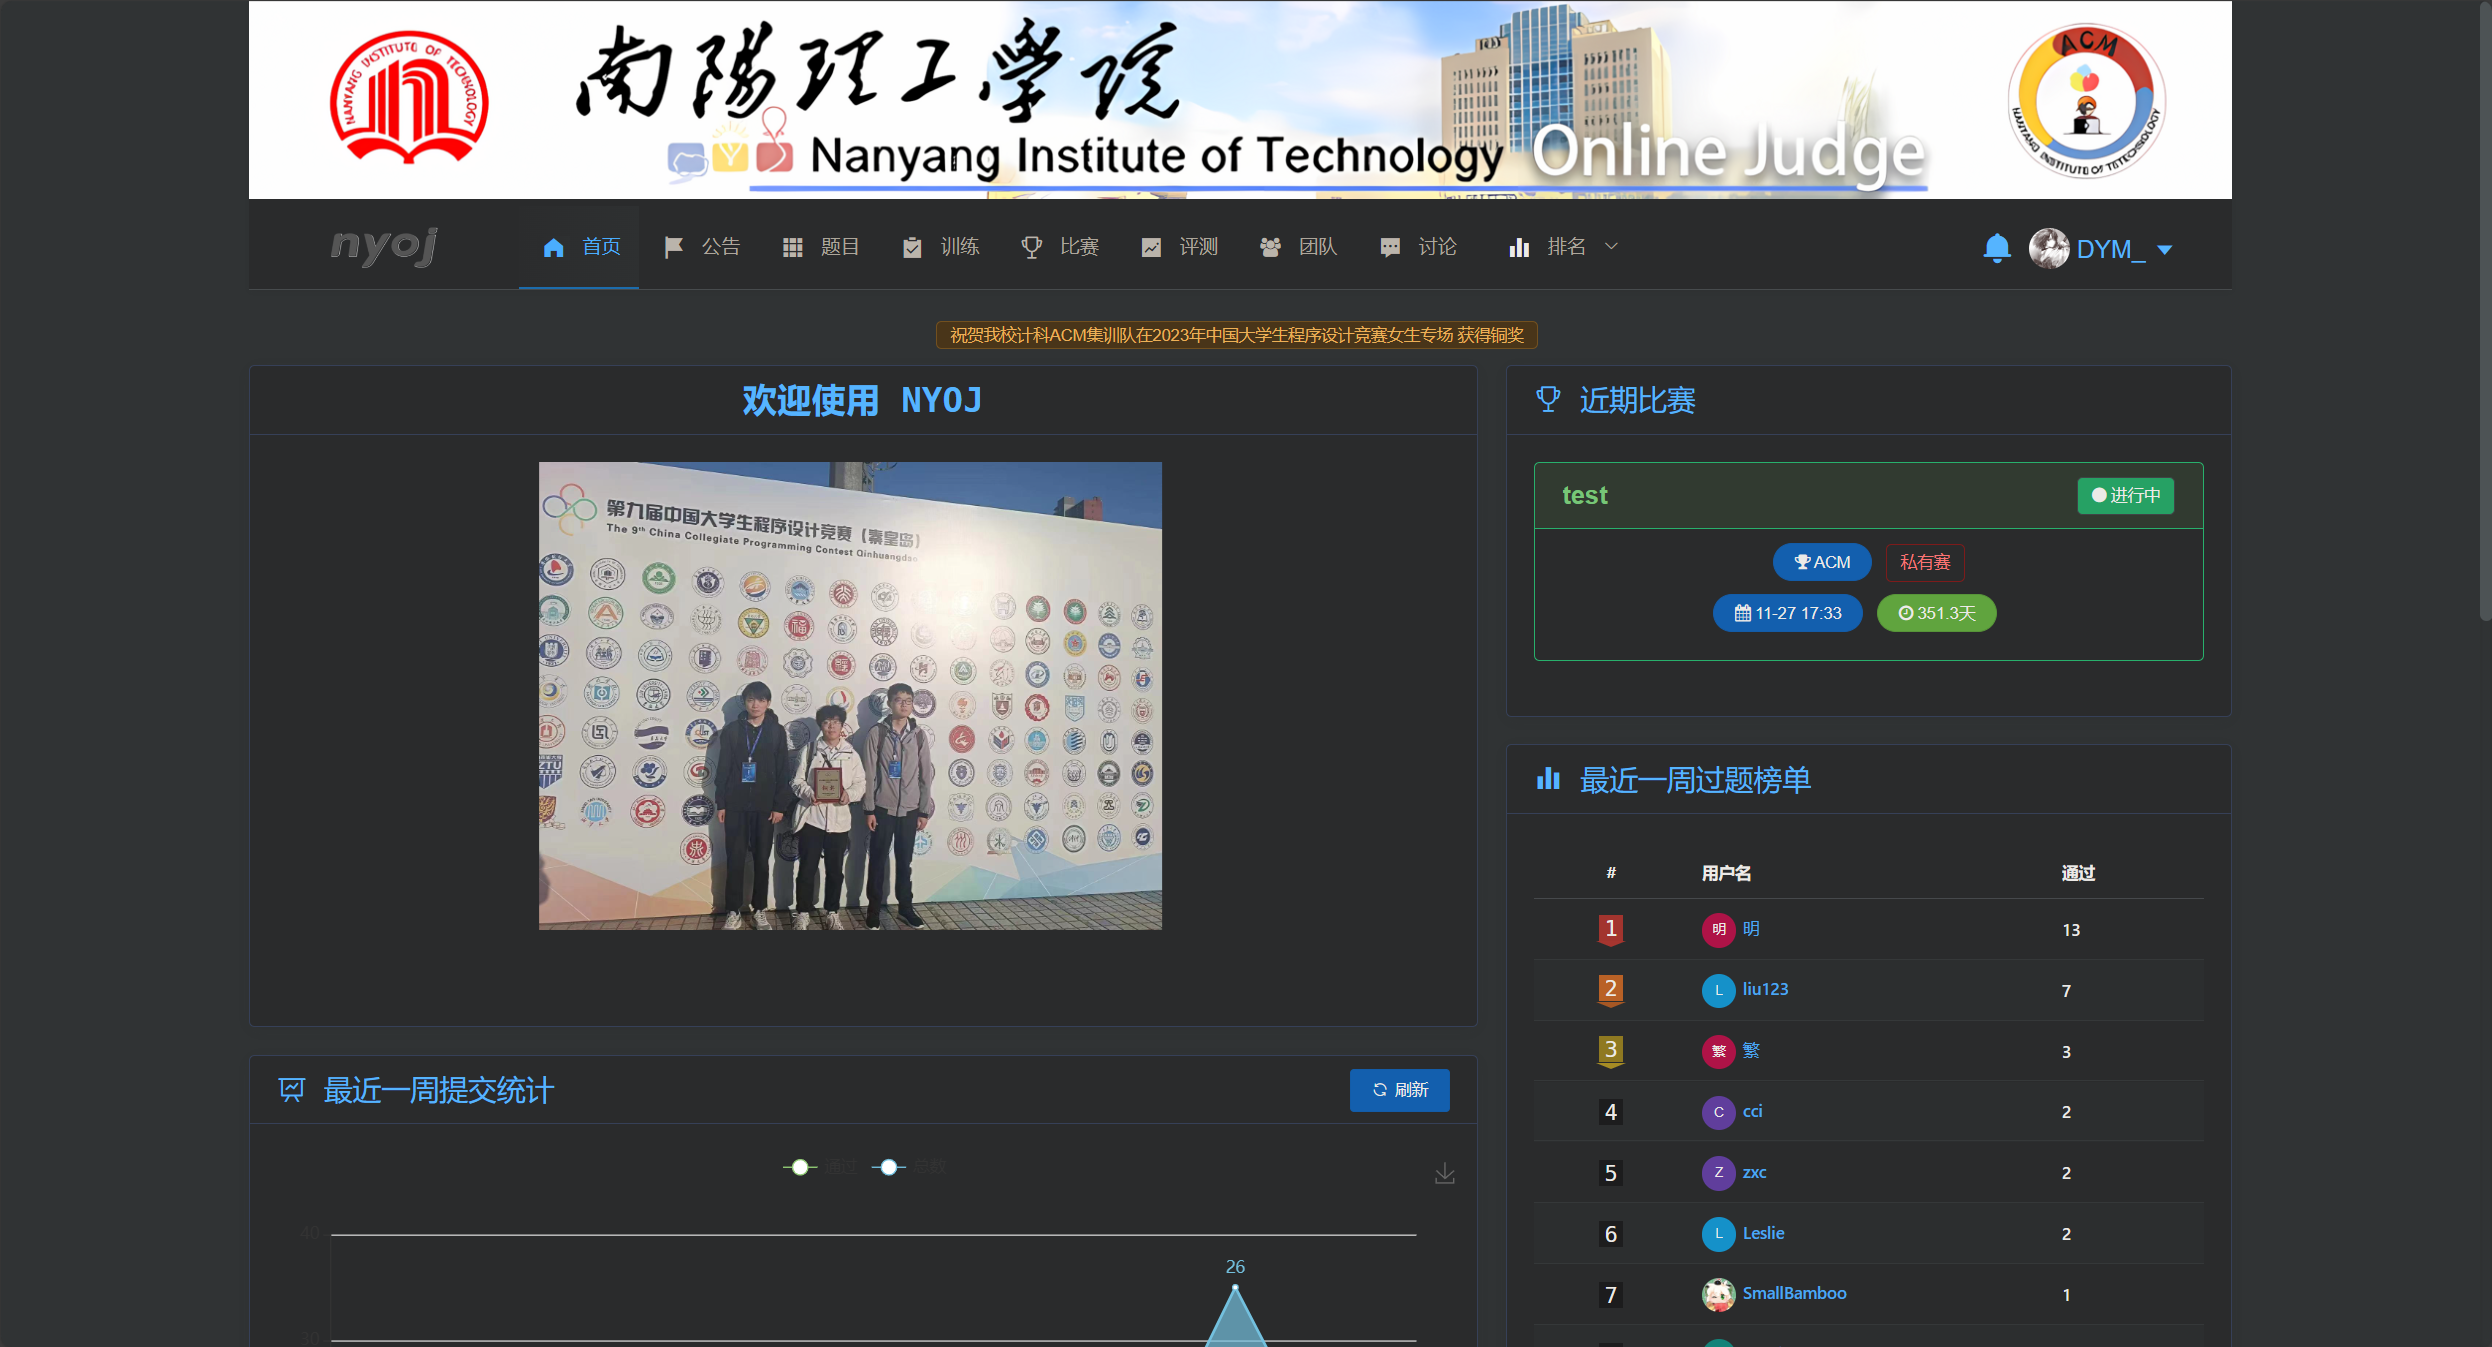 NANYANG INSTITUTE OF TECHNOLOGY
南陽理工學院
Nanyang Institute of Technology Online Judge
ACM
NANYANG INSTITUTE OF TETECHNOLOGY
nyoj
首页 公告 题目 训练 比赛 评测 团队 讨论 排名
DYM_
祝贺我校计科ACM集训队在2023年中国大学生程序设计竞赛女生专场 获得铜奖
欢迎使用 NYOJ
第九届中国大学生程序设计竞赛（秦皇岛）
The 9th China Collegiate Programming Contest Qinhuangdao
近期比赛
test
进行中
ACM 私有赛
11-27 17:33 351.3天
最近一周过题榜单
# 用户名 通过
1 明 明 13
2 L liu123 7
3 繁 繁 3
4 C cci 2
5 Z zxc 2
6 L Leslie 2
7 SmallBamboo 1
最近一周提交统计
刷新
通过 总数
40
26
30